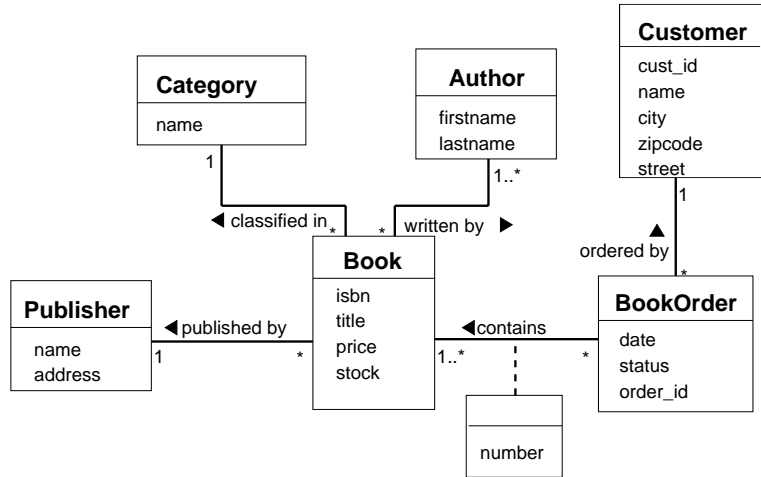 Customer
cust_id
name
city
zipcode
street
1
Category
name
1
Author
firstname
lastname
1..*
classified in
*
*
written by
ordered by
*
Book
isbn
title
price
stock
Publisher
name
address
published by
1
*
contains
1..*
*
BookOrder
date
status
order_id
number